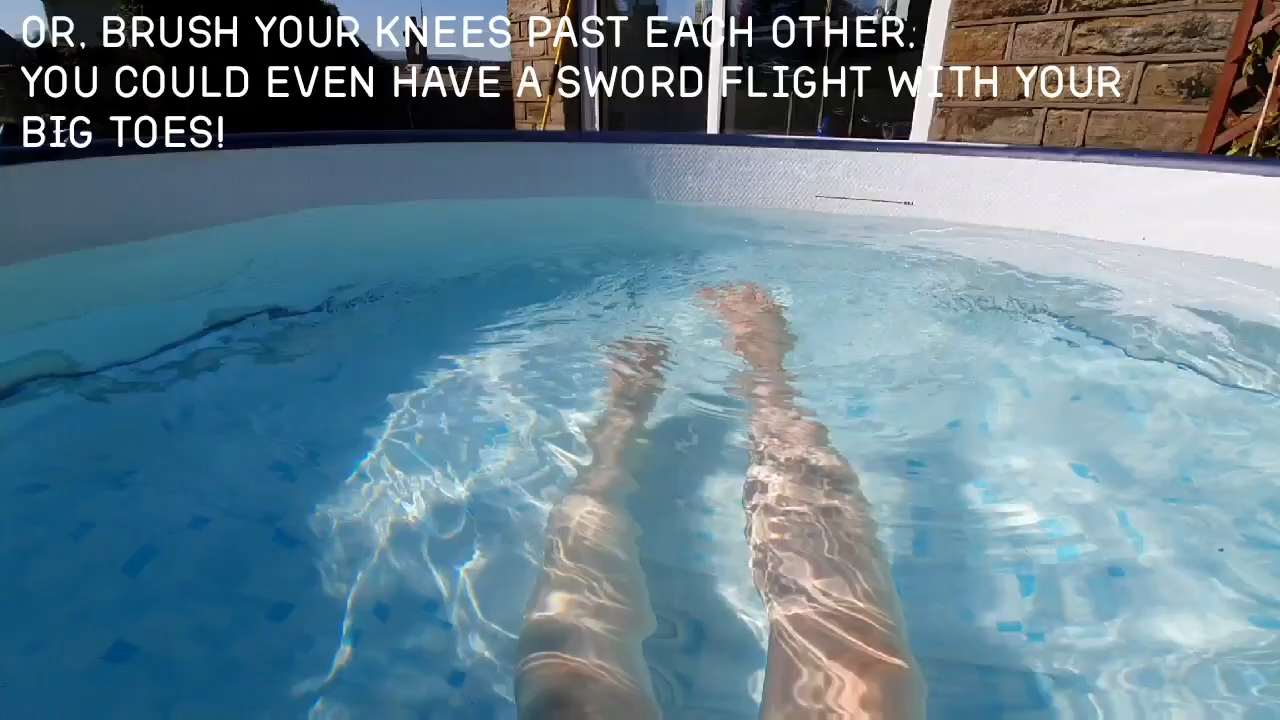 OR, BRUSH YOUR KNEES PAST EACH OTHER.
YOU COULD EVEN HAVE A SWORD FLIGHT WITH YOUR
BIG TOES!